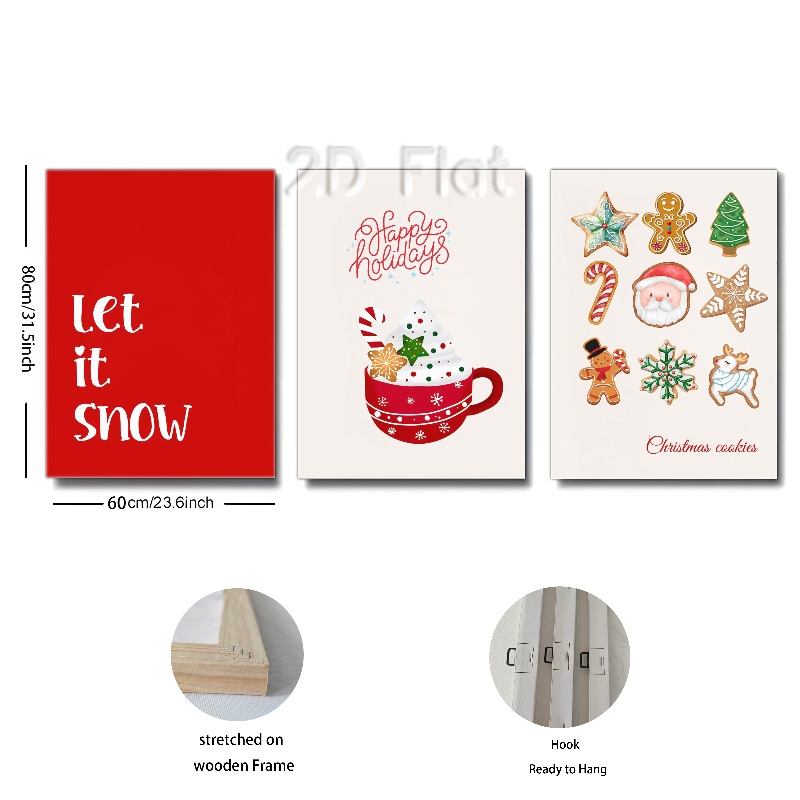 2D Flat
80cm/31.5inch
Let
it
snow
Happy
holidays
Christmas cookies
60cm/23.6inch
stretched on
wooden Frame
Hook
Ready to Hang